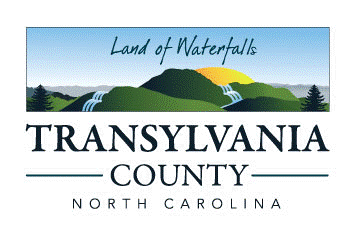 Land of Waterfalls
TRANSYLVANIA
COUNTY
NORTH CAROLINA